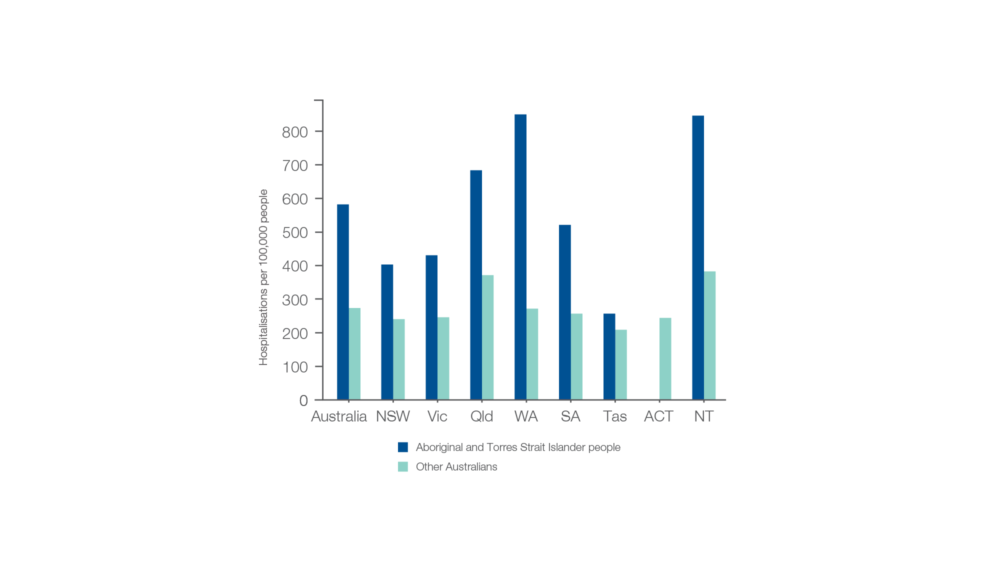 Hospitalisations per 100,000 people
800
700
600
500
400
300
200
100
0
Australia NSW Vic Qld WA SA Tas ACT NT
Aboriginal and Torres Strait Islander people
Other Australians